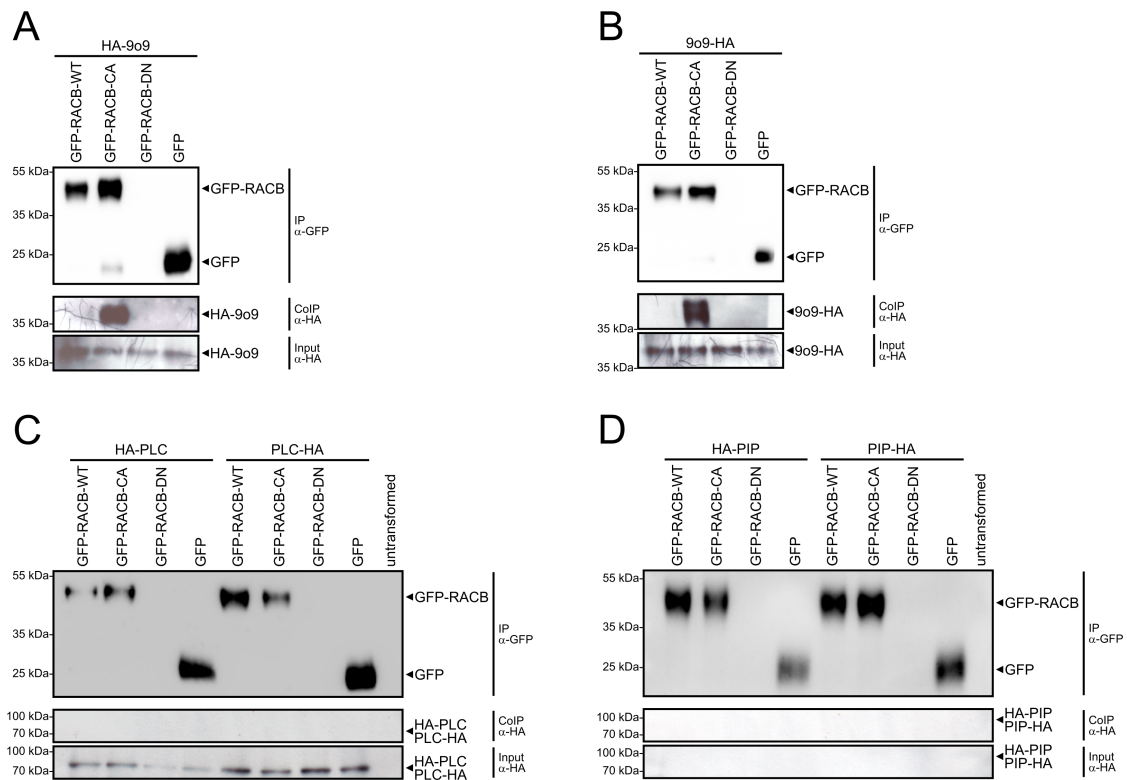 A
HA-9o9
GFP-RACB-WT
GFP-RACB-CA
GFP-RACB-DN
GFP
55 kDa
35 kDa
25 kDa
GFP-RACB
GFP
IP
α-GFP
HA-9o9
35 kDa
CoIP
α-HA
HA-9o9
35 kDa
Input
α-HA
B
9o9-HA
GFP-RACB-WT
GFP-RACB-CA
GFP-RACB-DN
GFP
55 kDa
35 kDa
25 kDa
GFP-RACB
GFP
IP
α-GFP
9o9-HA
35 kDa
CoIP
α-HA
9o9-HA
35 kDa
Input
α-HA
C
HA-PLC
PLC-HA
GFP-RACB-WT
GFP-RACB-CA
GFP-RACB-DN
GFP
GFP-RACB-WT
GFP-RACB-CA
GFP-RACB-DN
GFP
untransformed
55 kDa
35 kDa
25 kDa
GFP-RACB
GFP
IP
α-GFP
100 kDa
70 kDa
HA-PLC
PLC-HA
CoIP
α-HA
100 kDa
70 kDa
HA-PLC
PLC-HA
Input
α-HA
D
HA-PIP
PIP-HA
GFP-RACB-WT
GFP-RACB-CA
GFP-RACB-DN
GFP
GFP-RACB-WT
GFP-RACB-CA
GFP-RACB-DN
GFP
untransformed
55 kDa
35 kDa
25 kDa
GFP-RACB
GFP
IP
α-GFP
100 kDa
70 kDa
HA-PIP
PIP-HA
CoIP
α-HA
100 kDa
70 kDa
HA-PIP
PIP-HA
Input
α-HA